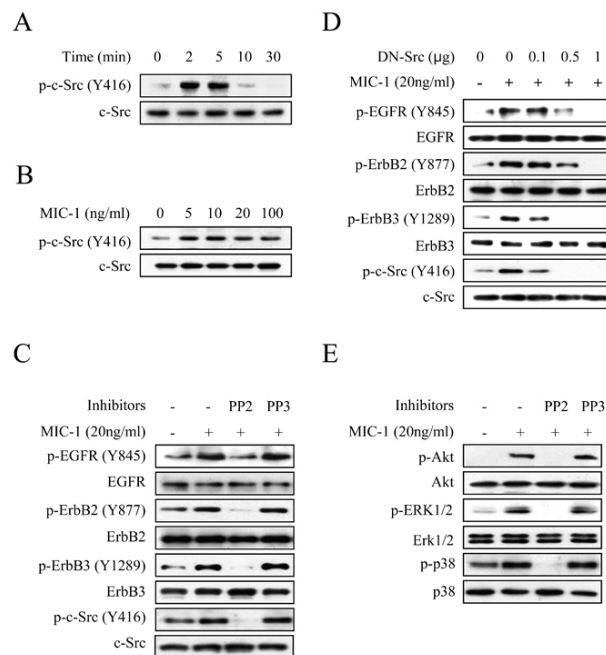 A
Time (min) 0 2 5 10 30
p-c-Src (Y416)
c-Src
B
MIC-1 (ng/ml) 0 5 10 20 100
p-c-Src (Y416)
c-Src
C
Inhibitors - - PP2 PP3
MIC-1 (20ng/ml) - + + +
p-EGFR (Y845)
EGFR
p-ErbB2 (Y877)
ErbB2
p-ErbB3 (Y1289)
ErbB3
p-c-Src (Y416)
c-Src
D
DN-Src (µg) 0 0 0.1 0.5 1
MIC-1 (20ng/ml) - + + + +
p-EGFR (Y845)
EGFR
p-ErbB2 (Y877)
ErbB2
p-ErbB3 (Y1289)
ErbB3
p-c-Src (Y416)
c-Src
E
Inhibitors - - PP2 PP3
MIC-1 (20ng/ml) - + + +
p-Akt
Akt
p-ERK1/2
Erk1/2
p-p38
p38